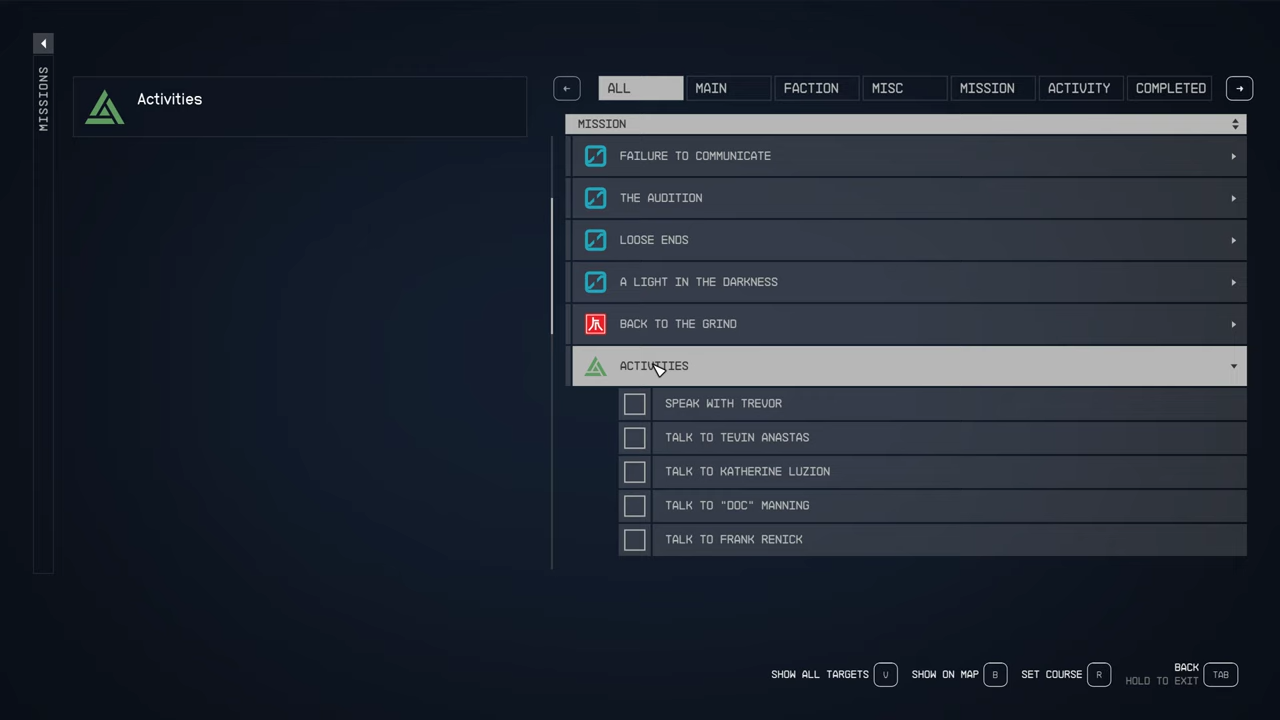 MISSIONS
Activities
ALL
MAIN
FACTION
MISC
MISSION
ACTIVITY
COMPLETED
MISSION
FAILURE TO COMMUNICATE
THE AUDITION
LOOSE ENDS
A LIGHT IN THE DARKNESS
BACK TO THE GRIND
ACTIVITIES
SPEAK WITH TREVOR
TALK TO TEVIN ANASTAS
TALK TO KATHERINE LUZION
TALK TO "DOC" MANNING
TALK TO FRANK RENICK
SHOW ALL TARGETS V
SHOW ON MAP B
SET COURSE R
BACK
HOLD TO EXIT
TAB